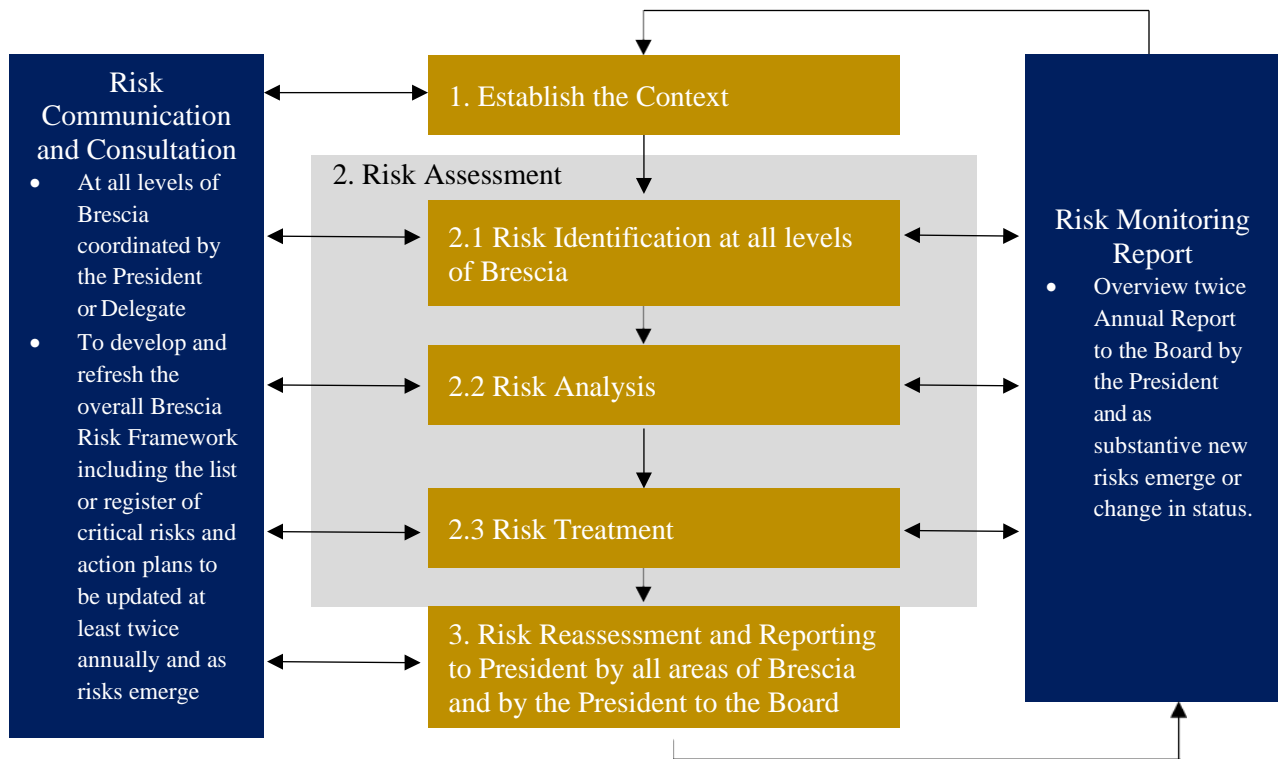 Risk
Communication
and Consultation
• At all levels of
Brescia
coordinated by
the President
or Delegate
• To develop and
refresh the
overall Brescia
Risk Framework
including the list
or register of
critical risks and
action plans to
be updated at
least twice
annually and as
risks emerge
1. Establish the Context
2. Risk Assessment
2.1 Risk Identification at all levels
of Brescia
2.2 Risk Analysis
2.3 Risk Treatment
3. Risk Reassessment and Reporting
to President by all areas of Brescia
and by the President to the Board
Risk Monitoring
Report
• Overview twice
Annual Report
to the Board by
the President
and as
substantive new
risks emerge or
change in status.